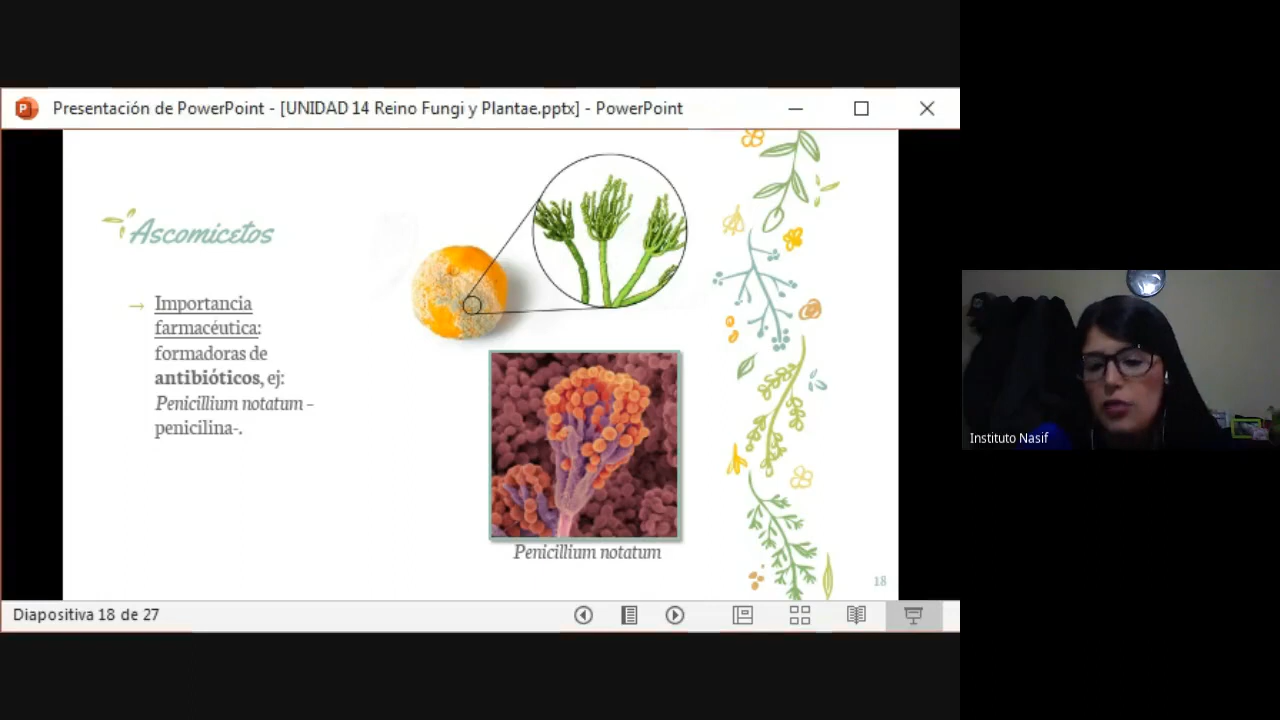 Presentación de PowerPoint - [UNIDAD 14 Reino Fungi y Plantae.pptx] - PowerPoint
Ascomicetos
→ Importancia
farmacéutica:
formadoras de
antibióticos, ej:
Penicillium notatum –
penicilina-.
Penicillium notatum
18
Diapositiva 18 de 27
Instituto Nasif